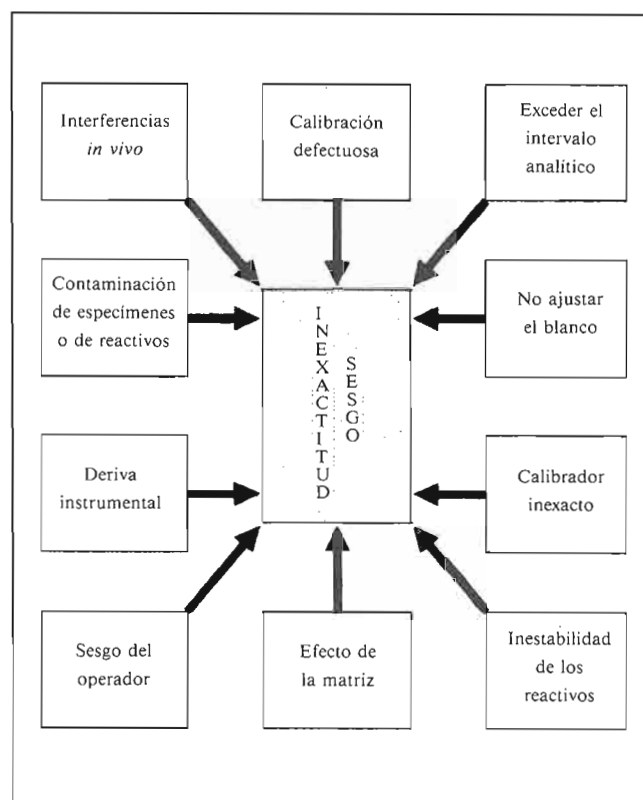 Interferencias
in vivo
Calibración
defectuosa
Exceder el
intervalo
analítico
Contaminación
de especímenes
o de reactivos
INEXACTITUD
SESGO
No ajustar
el blanco
Deriva
instrumental
Calibrador
inexacto
Sesgo del
operador
Efecto de
la matriz
Inestabilidad
de los
reactivos